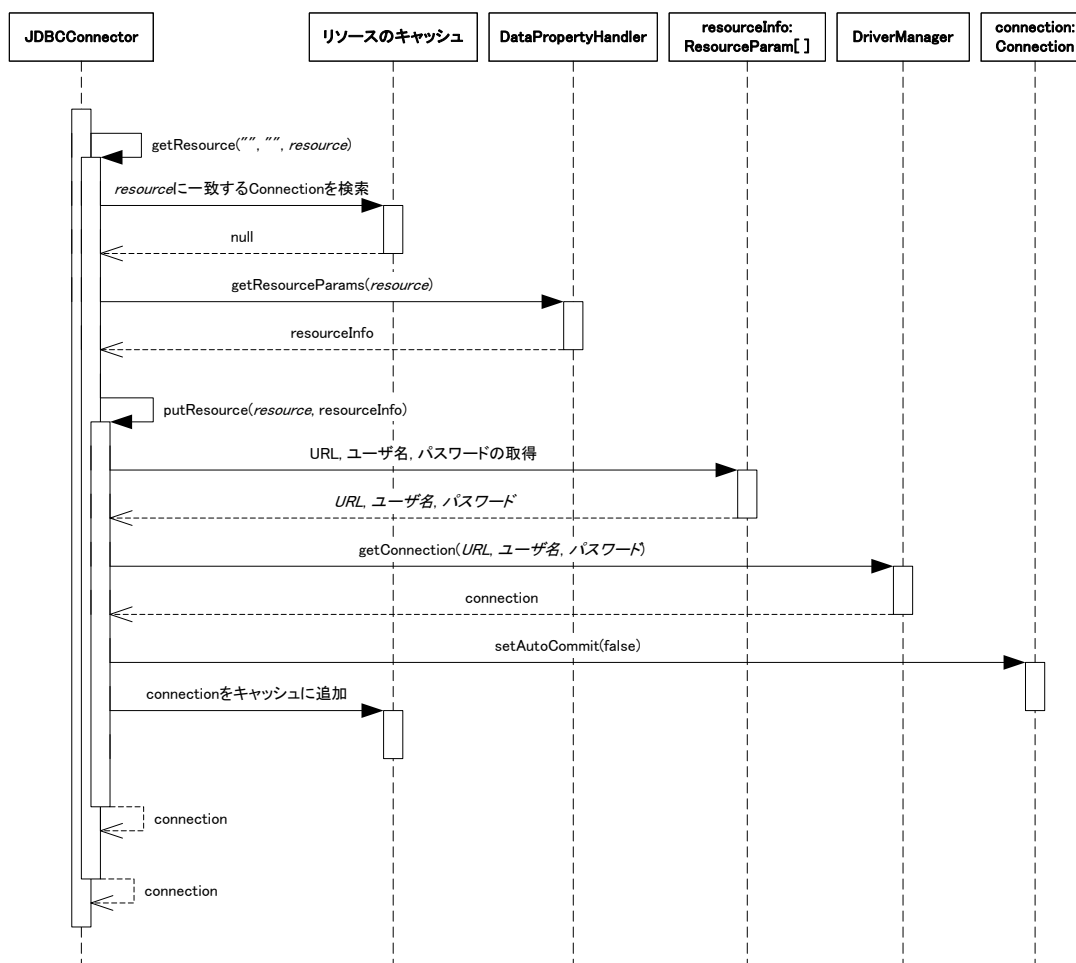 JDBCConnector
リソースのキャッシュ
DataPropertyHandler
resourceInfo:
ResourceParam[ ]
DriverManager
connection:
Connection
getResource("", "", resource)
resourceに一致するConnectionを検索
null
getResourceParams(resource)
resourceInfo
putResource(resource, resourceInfo)
URL, ユーザ名, パスワードの取得
URL, ユーザ名, パスワード
getConnection(URL, ユーザ名, パスワード)
connection
setAutoCommit(false)
connectionをキャッシュに追加
connection
connection